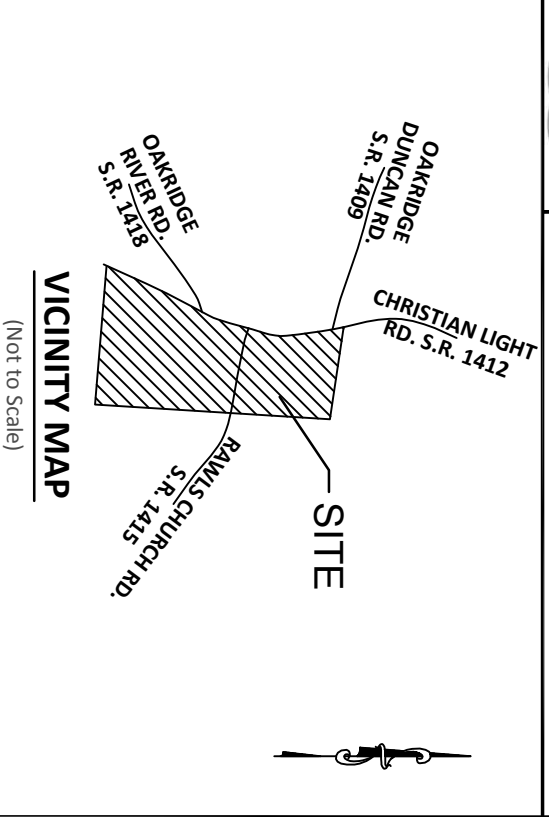 OAKRIDGE
DUNCAN RD.
S.R. 1409
CHRISTIAN LIGHT
RD. S.R. 1412
OAKRIDGE
RIVER RD.
S.R. 1418
SITE
RAWLS CHURCH RD.
S.R. 1415
VICINITY MAP
(Not to Scale)